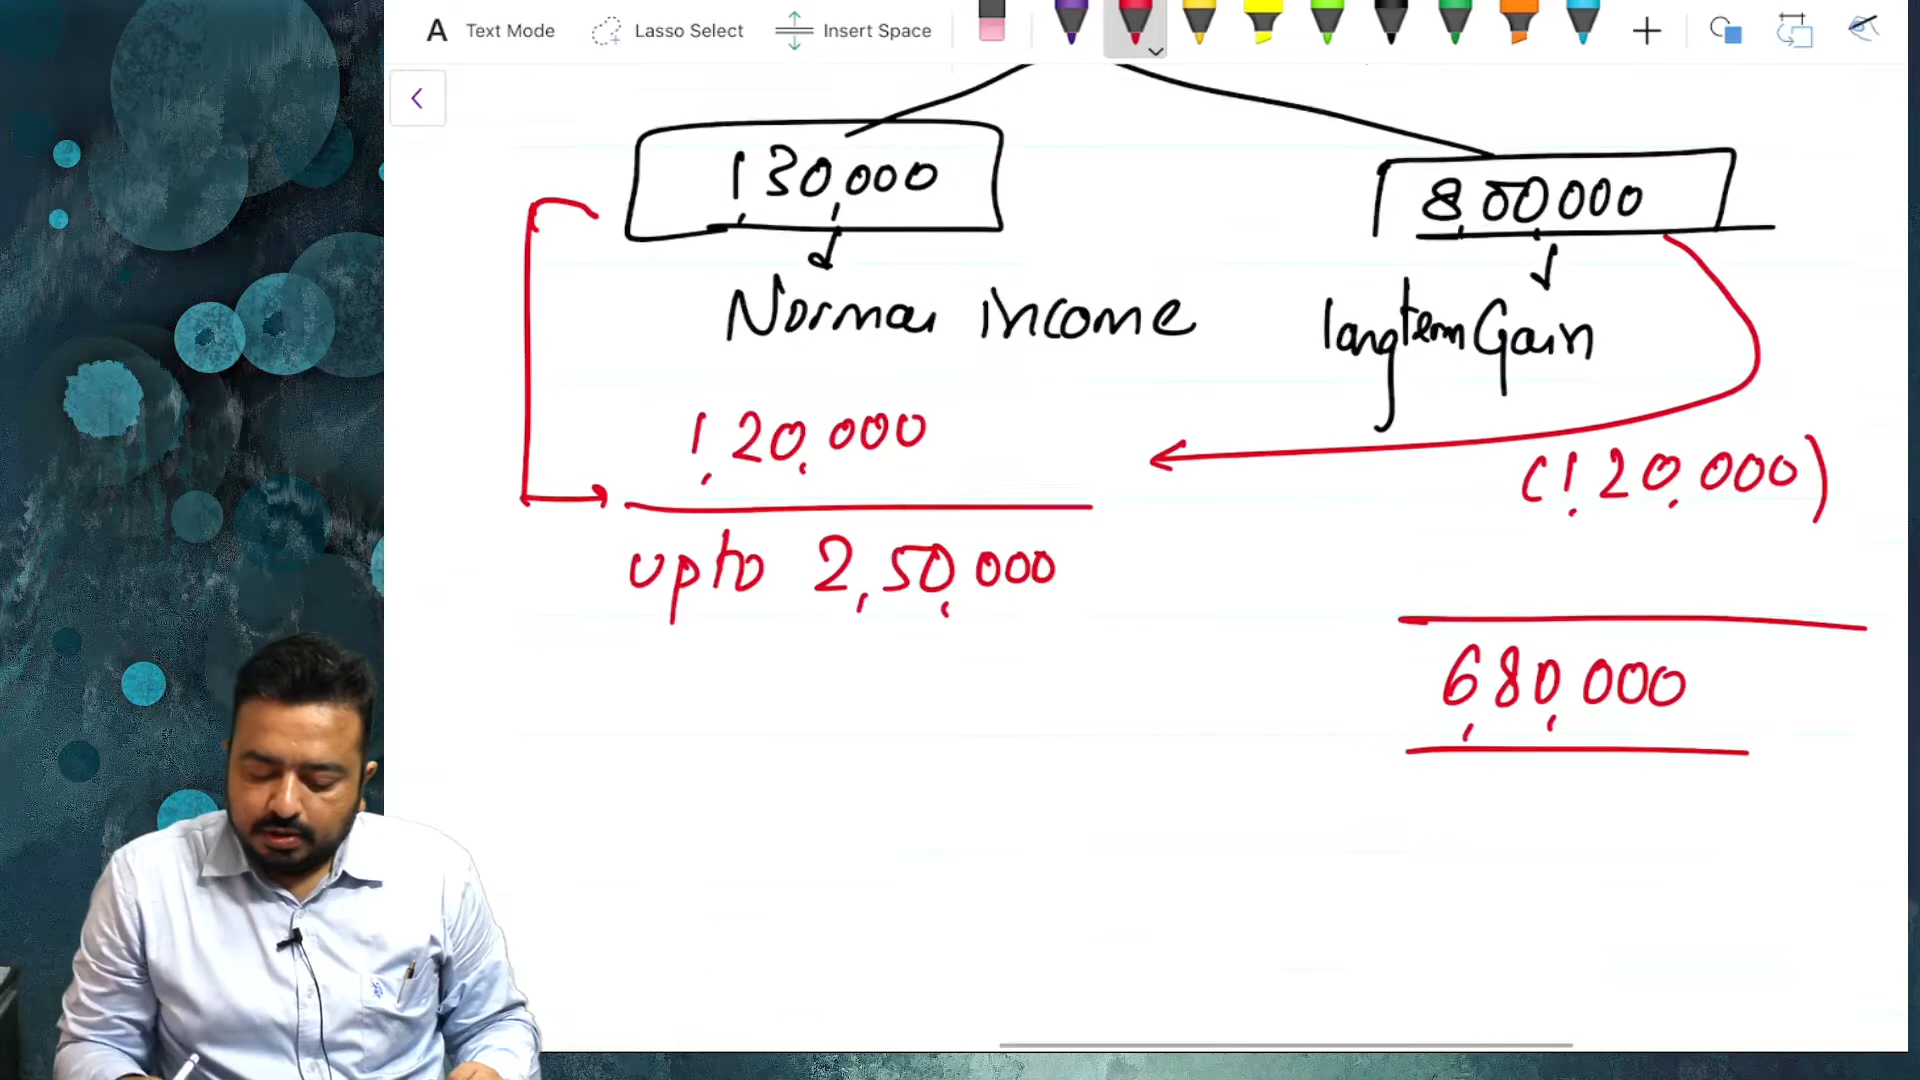 A Text Mode Lasso Select Insert Space
1,30,000
8,00,000
Normal income
longterm Gain
1,20,000
(1,20,000)
upto 2,50,000
6,80,000